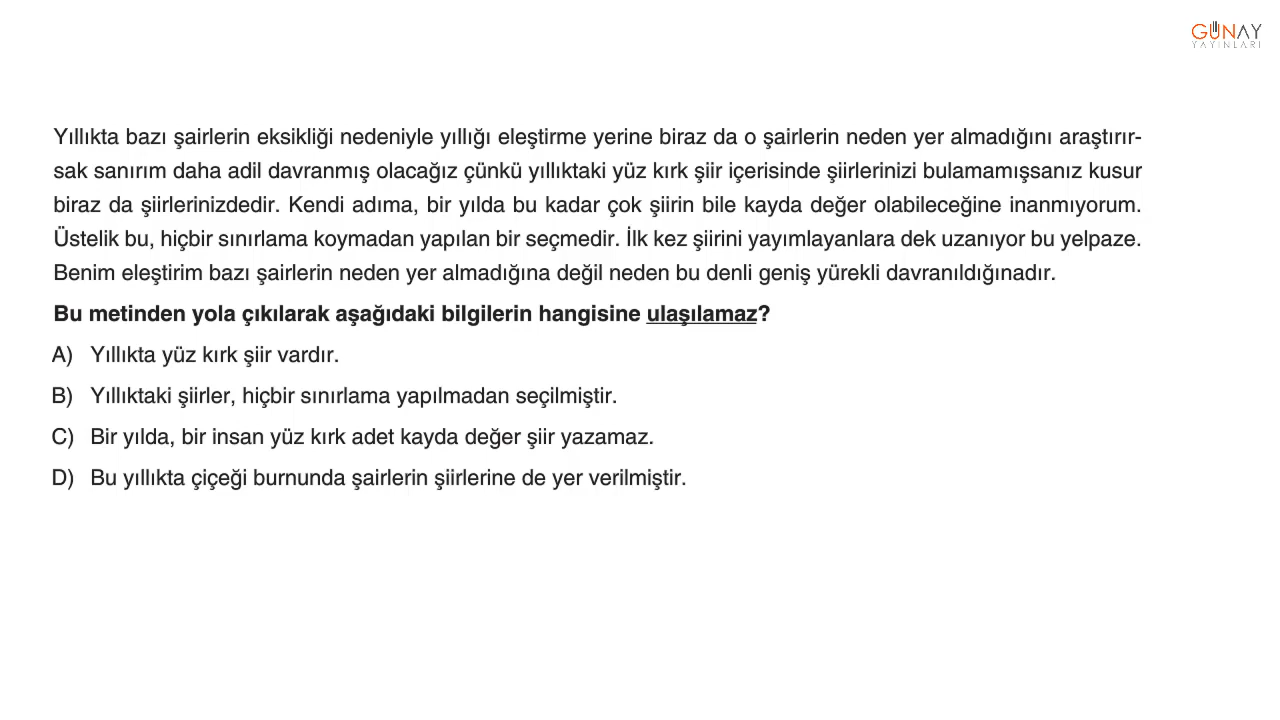 GÜNAY
YAYINLARI
Yıllıkta bazı şairlerin eksikliği nedeniyle yıllığı eleştirme yerine biraz da o şairlerin neden yer almadığını araştırır-
sak sanırım daha adil davranmış olacağız çünkü yıllıktaki yüz kırk şiir içerisinde şiirlerinizi bulamamışsanız kusur
biraz da şiirlerinizdedir. Kendi adıma, bir yılda bu kadar çok şiirin bile kayda değer olabileceğine inanmıyorum.
Üstelik bu, hiçbir sınırlama koymadan yapılan bir seçmedir. İlk kez şiirini yayımlayanlara dek uzanıyor bu yelpaze.
Benim eleştirim bazı şairlerin neden yer almadığına değil neden bu denli geniş yürekli davranıldığınadır.
Bu metinden yola çıkılarak aşağıdaki bilgilerin hangisine ulaşılamaz?
A) Yıllıkta yüz kırk şiir vardır.
B) Yıllıktaki şiirler, hiçbir sınırlama yapılmadan seçilmiştir.
C) Bir yılda, bir insan yüz kırk adet kayda değer şiir yazamaz.
D) Bu yıllıkta çiçeği burnunda şairlerin şiirlerine de yer verilmiştir.